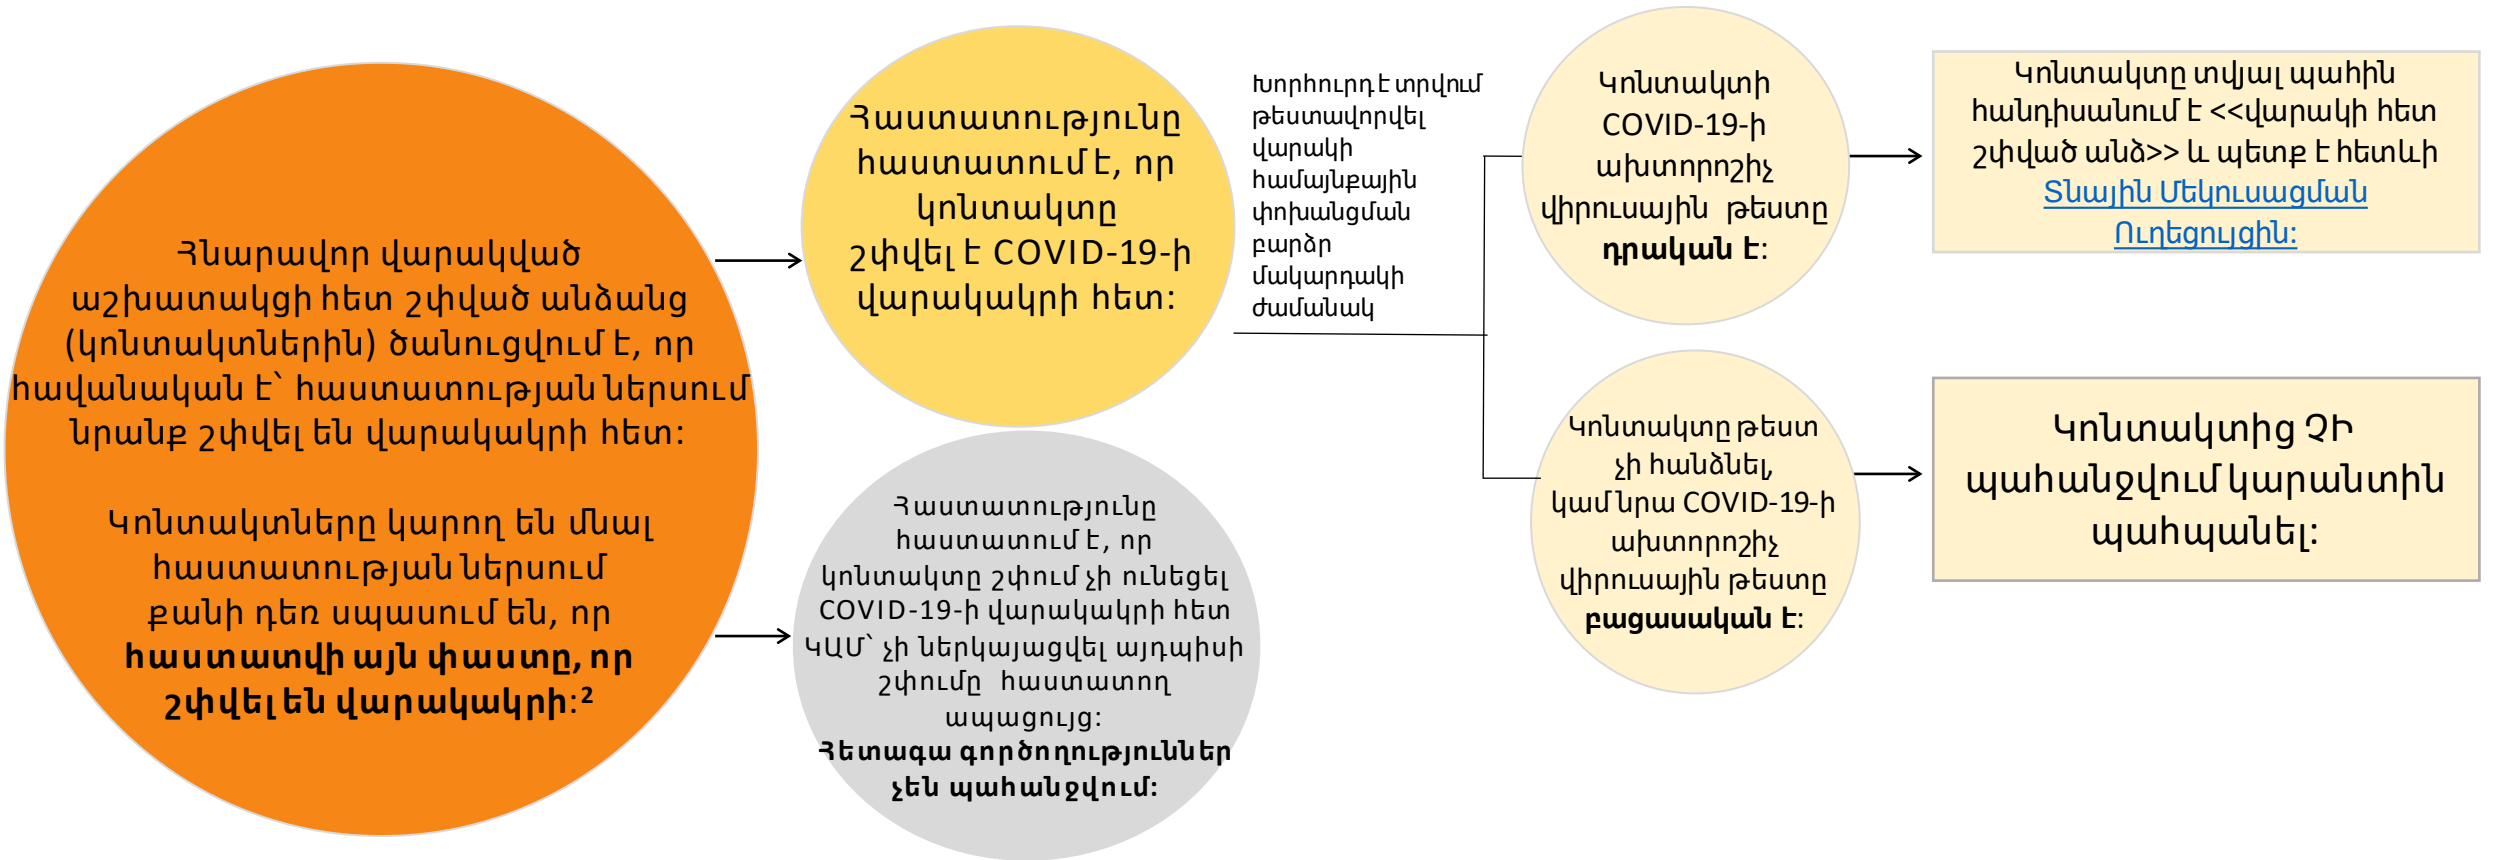 Հնարավոր վարակված
աշխատակցի հետ շփված անձանց
(կոնտակտներին) ծանուցվում է, որ
հավանական է՝ հաստատության ներսում
նրանք շփվել են վարակակրի հետ:
Կոնտակտները կարող են մնալ
հաստատության ներսում
քանի դեռ սպասում են, որ
հաստատվի այն փաստը, որ
շփվել են վարակակրի:²
Հաստատությունը
հաստատում է, որ
կոնտակտը
շփվել է COVID-19-ի
վարակակրի հետ:
Հաստատությունը
հաստատում է, որ
կոնտակտը շփում չի ունեցել
COVID-19-ի վարակակրի հետ
ԿԱՄ՝ չի ներկայացվել այդպիսի
շփումը հաստատող
ապացույց:
Հետագա գործողություններ
չեն պահանջվում:
Խորհուրդ է տրվում
թեստավորվել
վարակի
համայնքային
փոխանցման
բարձր
մակարդակի
ժամանակ
Կոնտակտի
COVID-19-ի
ախտորոշիչ
վիրուսային թեստը
դրական է:
Կոնտակտը տվյալ պահին
հանդիսանում է <<վարակի հետ
շփված անձ>> և պետք է հետևի
Տնային Մեկուսացման
Ուղեցույցին:
Կոնտակտը թեստ
չի հանձնել,
կամ նրա COVID-19-ի
ախտորոշիչ
վիրուսային թեստը
բացասական է:
Կոնտակտից ՉԻ
պահանջվում կարանտին
պահպանել: